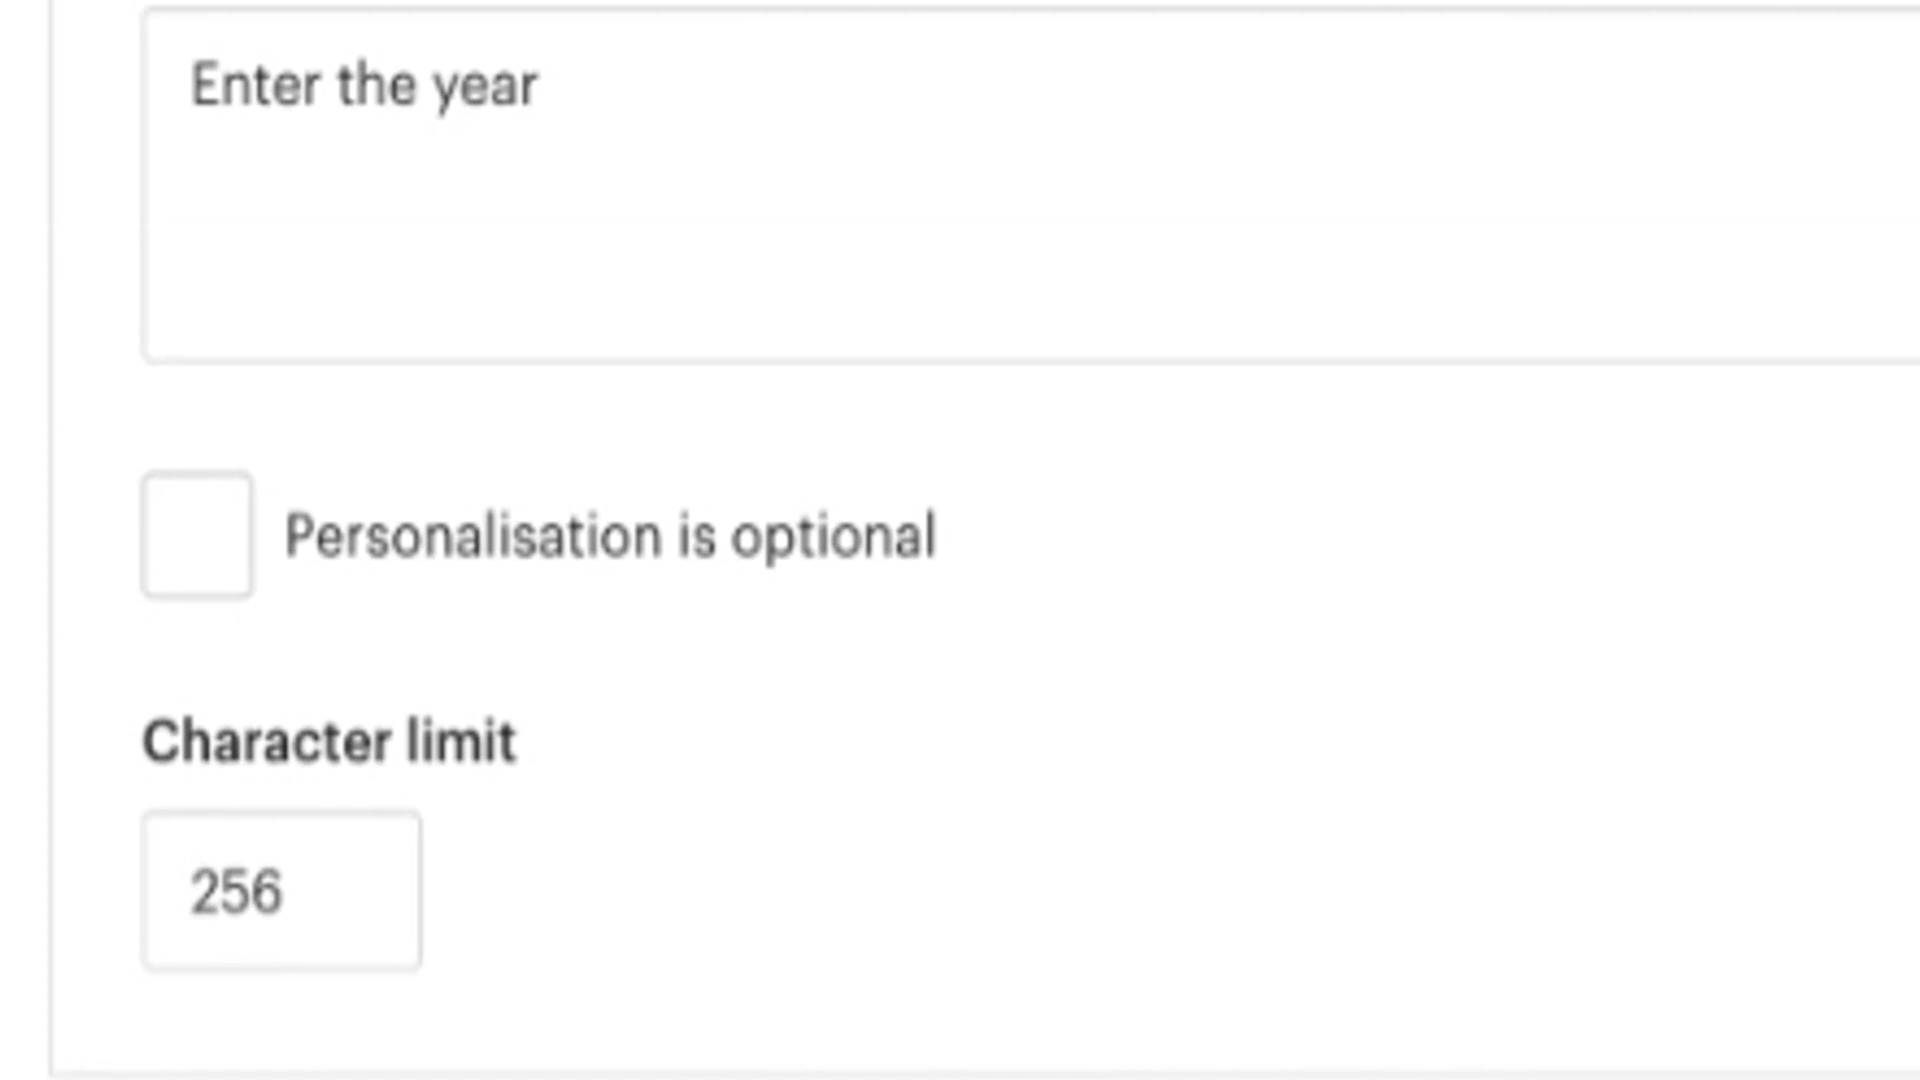 Enter the year
Personalisation is optional
Character limit
256